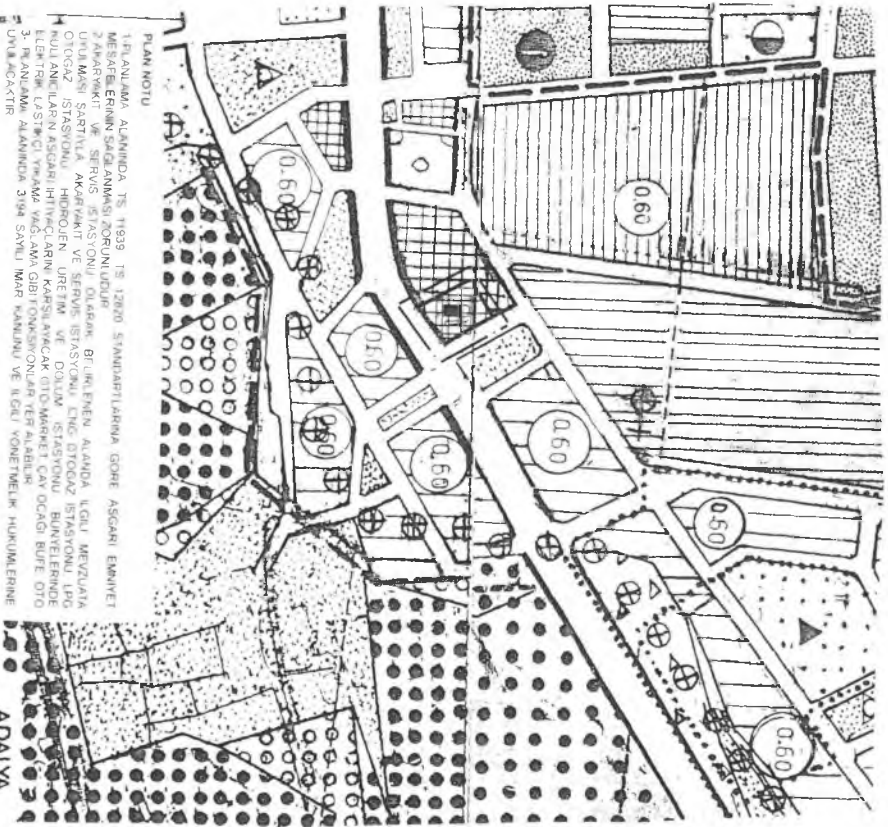 PLAN NOTU
1-PLANLAMA ALANINDA TS 11939 TS 12820 STANDARTLARINA GÖRE ASGARİ EMNİYET
MESAFELERİNİN SAĞLANMASI ZORUNLUDUR
2 AKARYAKIT VE SERVİS İSTASYONU OLARAK BELİRLENEN ALANDA İLGİLİ MEVZUATA
UYULMASI ŞARTIYLA AKARYAKIT VE SERVİS İSTASYONU LNG OTOGAZ İSTASYONU LPG
OTOGAZ İSTASYONU HİDROJEN ÜRETİM VE DOLUM İSTASYONU BÜNYELERİNDE
KULLANICILARIN ASGARİ İHTİYAÇLARINI KARŞILAYACAK OTO-MARKET ÇAY OCAĞI BÜFE OTO
ELEKTRİK LASTİKÇİ YIKAMA YAĞLAMA GİBİ FONKSİYONLAR YER ALABİLİR
3- PLANLAMA ALANINDA 3194 SAYILI İMAR KANUNU VE İLGİLİ YÖNETMELİK HÜKÜMLERİNE
UYULACAKTIR
0.60
0.60
0.60
0.60
0.60
0.60
0.50
0.60